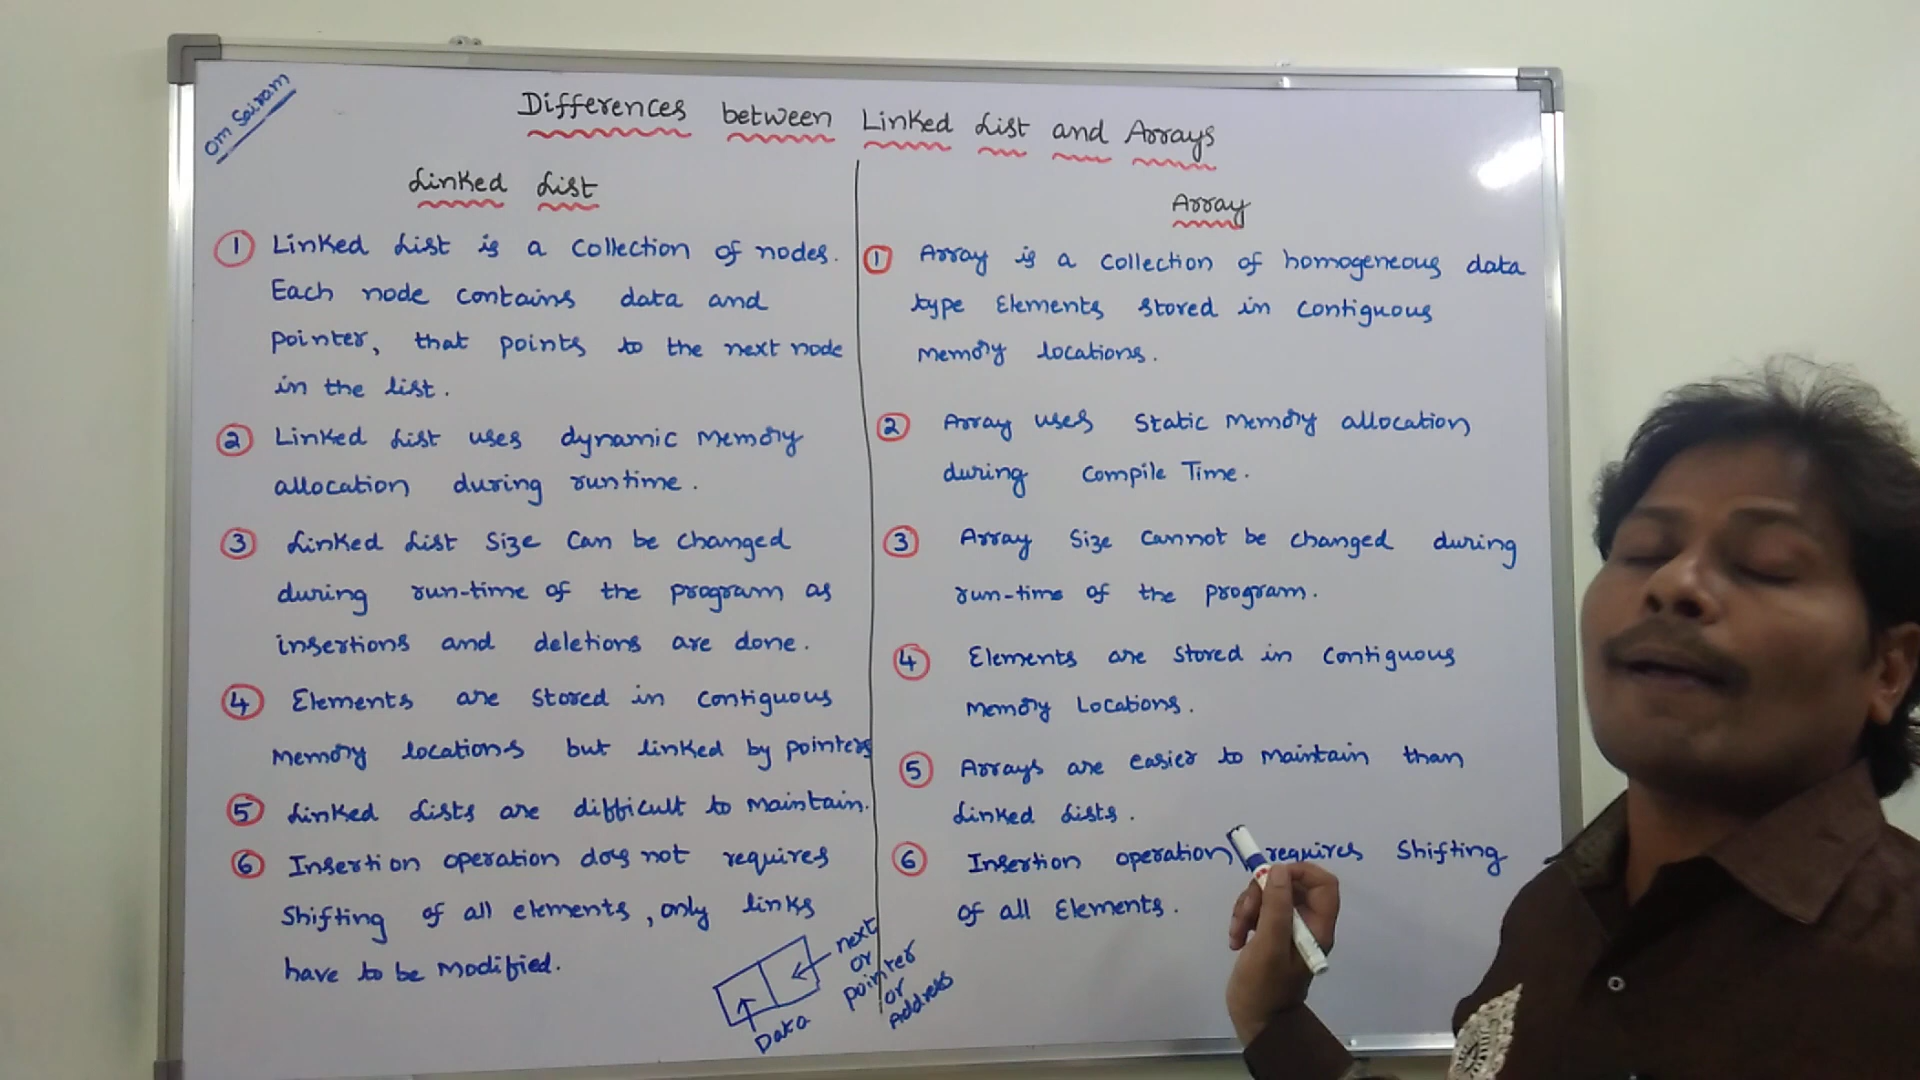 Om Sairam
Differences between Linked List and Arrays
Linked List
1 Linked List is a collection of nodes.
Each node contains data and
pointer, that points to the next node
in the list.
2 Linked List uses dynamic Memory
allocation during runtime.
3 Linked List Size can be changed
during run-time of the program as
insertions and deletions are done.
4 Elements are stored in contiguous
Memory locations but linked by pointers
5 Linked Lists are difficult to Maintain.
6 Insertion operation does not requires
Shifting of all elements, only links
have to be Modified.
next
or
pointer
or
Address
Data
Array
1 Array is a collection of homogeneous data
type Elements stored in contiguous
Memory locations.
2 Array uses Static Memory allocation
during Compile Time.
3 Array Size cannot be changed during
run-time of the program.
4 Elements are stored in contiguous
Memory Locations.
5 Arrays are easier to Maintain than
Linked Lists.
6 Insertion operation requires Shifting
of all Elements.